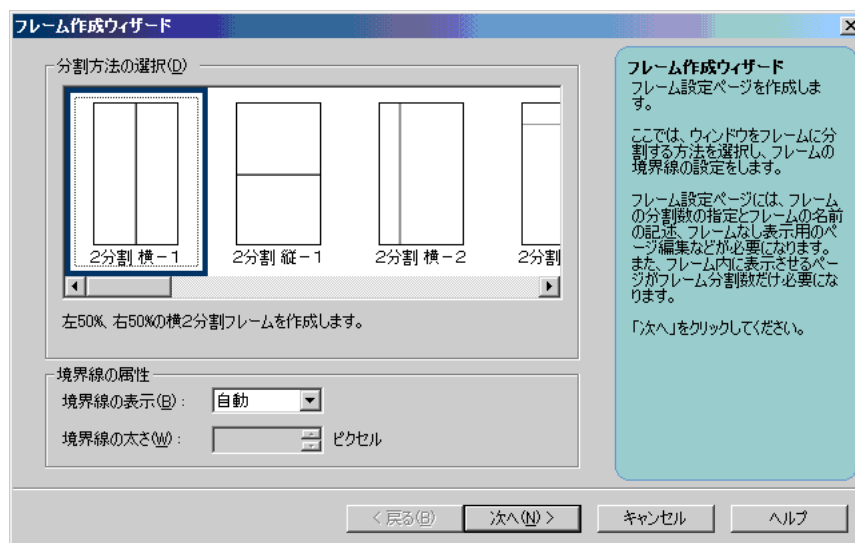 フレーム作成ウィザード
分割方法の選択(D)
2分割 横－1
2分割 縦－1
2分割 横－2
2分割
左50%、右50%の横2分割フレームを作成します。
境界線の属性
境界線の表示(B)：
自動
境界線の太さ(W)：
ピクセル
フレーム作成ウィザード
フレーム設定ページを作成しま
す。
ここでは、ウィンドウをフレームに分
割する方法を選択し、フレームの
境界線の設定をします。
フレーム設定ページには、フレーム
の分割数の指定とフレームの名前
の記述、フレームなし表示用のペ
ージ編集などが必要になります。
また、フレーム内に表示させるペー
ジがフレーム分割数だけ必要にな
ります。
「次へ」をクリックしてください。
< 戻る(B)
次へ(N) >
キャンセル
ヘルプ